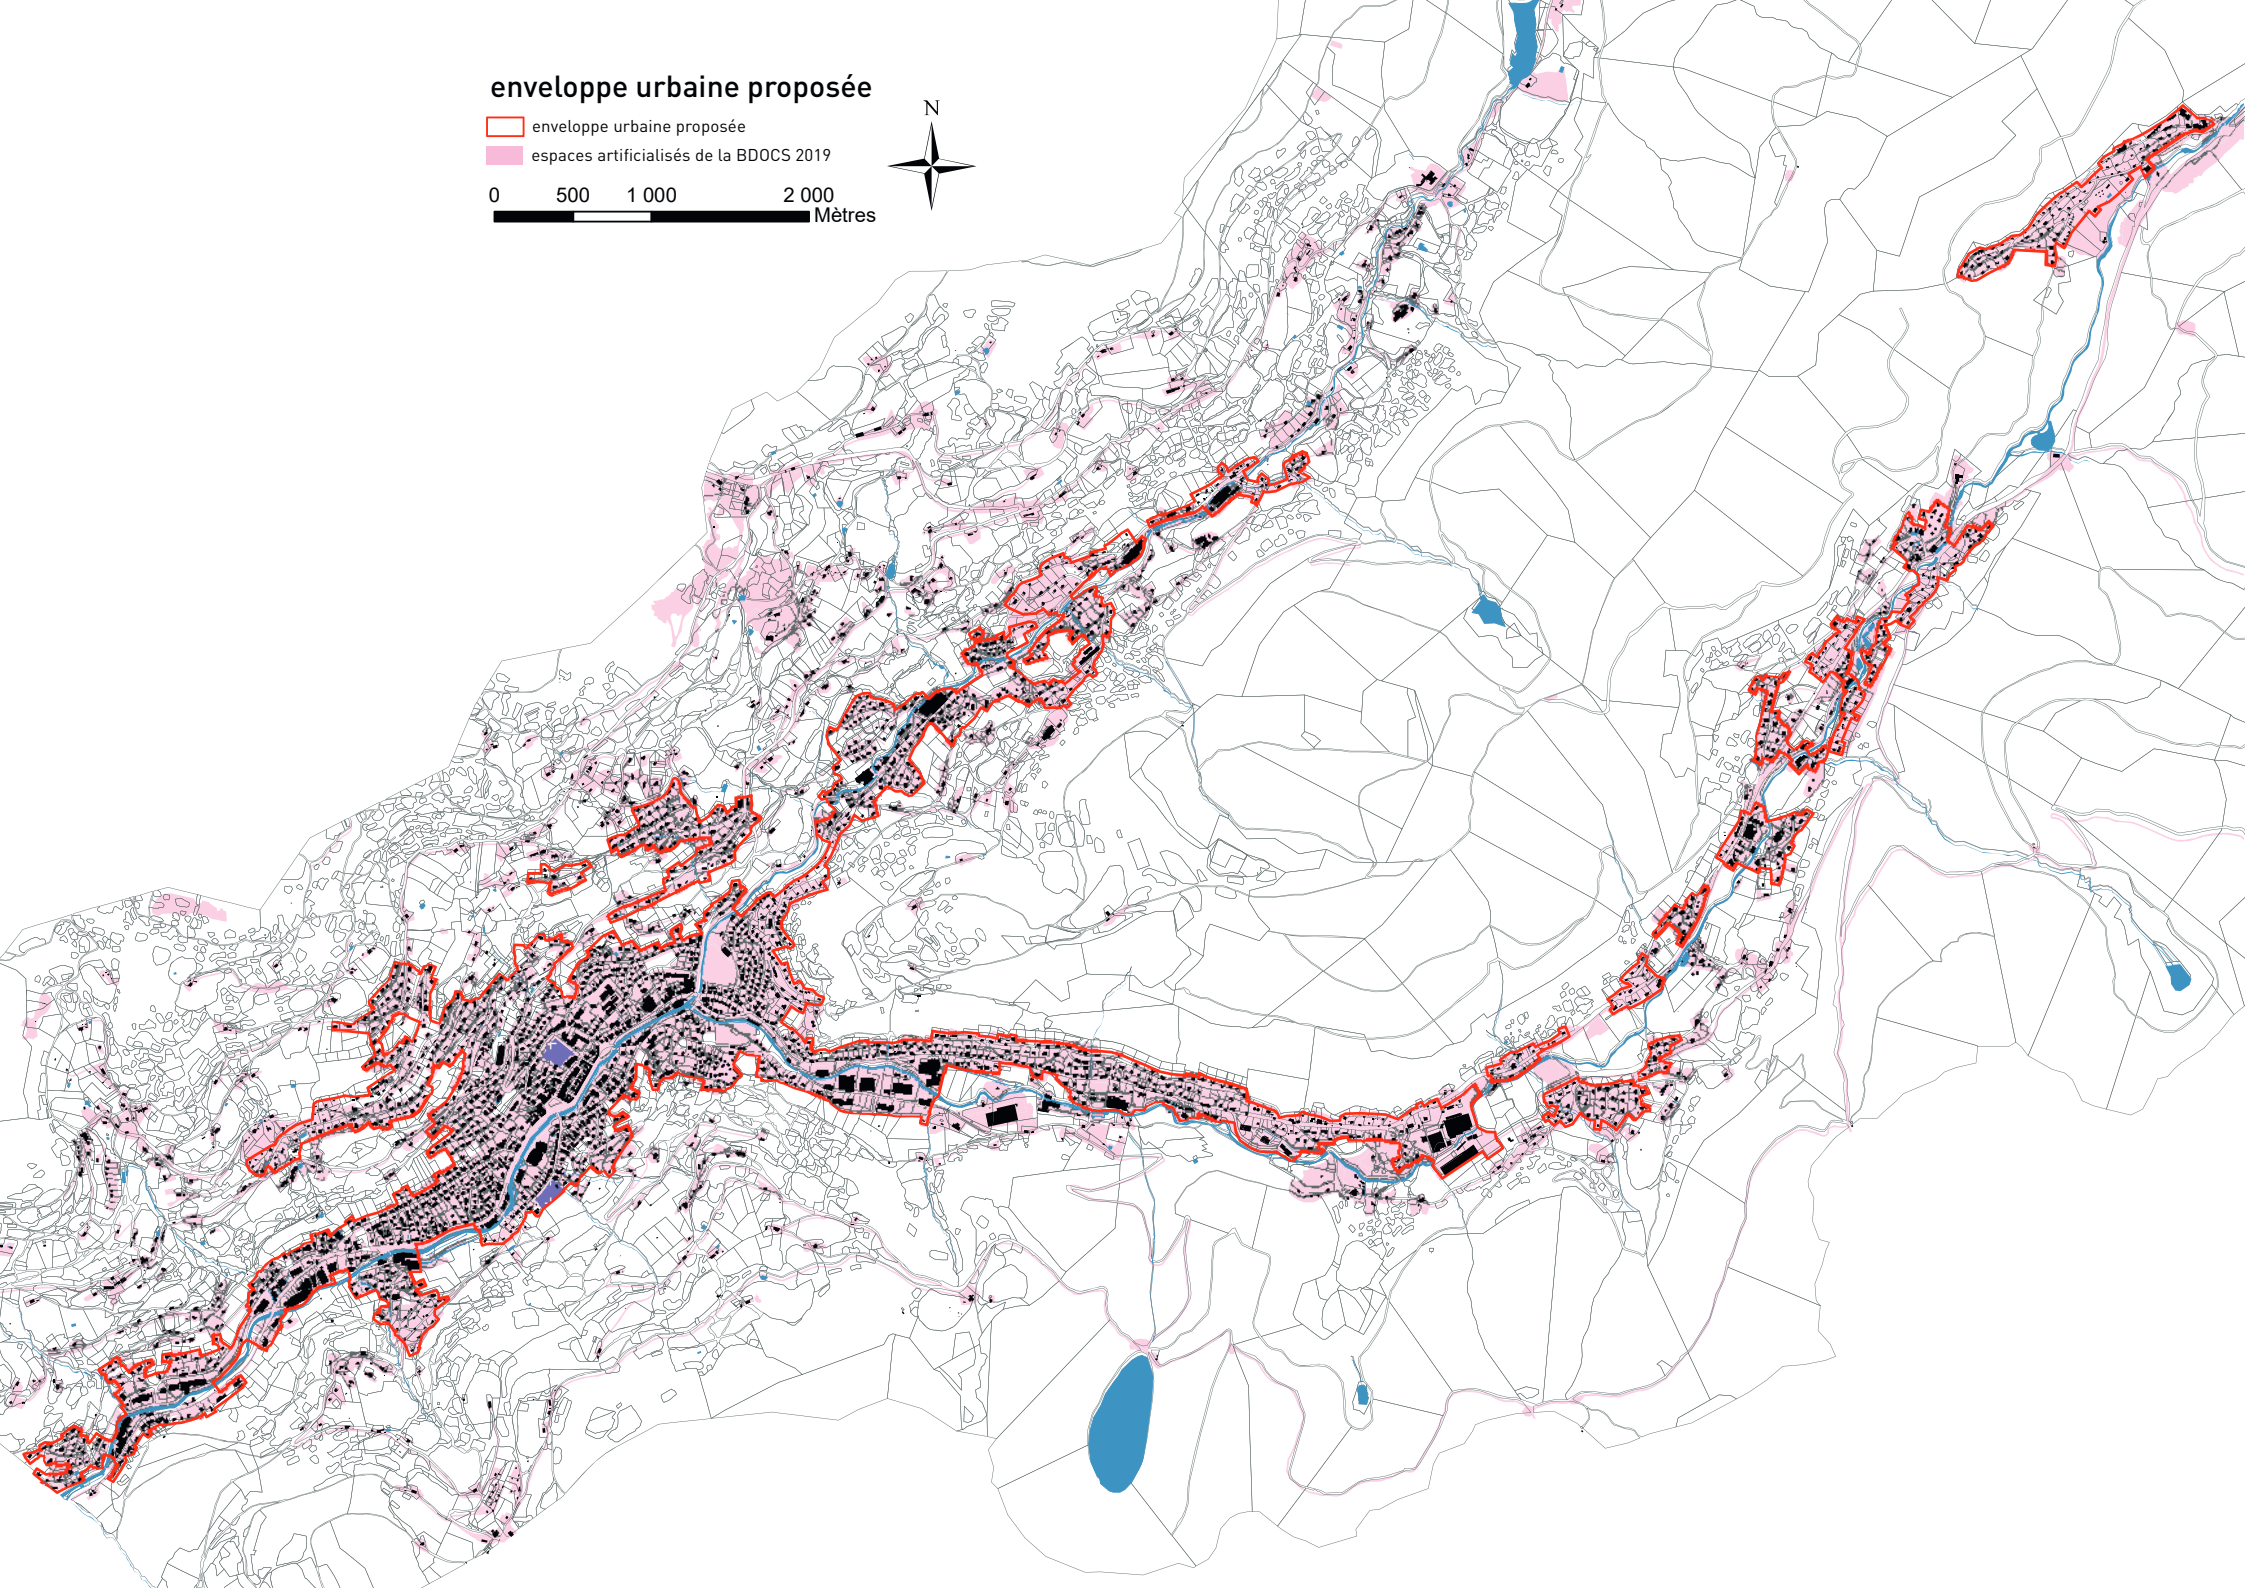 enveloppe urbaine proposée
N
enveloppe urbaine proposée
espaces artificialisés de la BDOCS 2019
0 500 1 000 2 000
Mètres